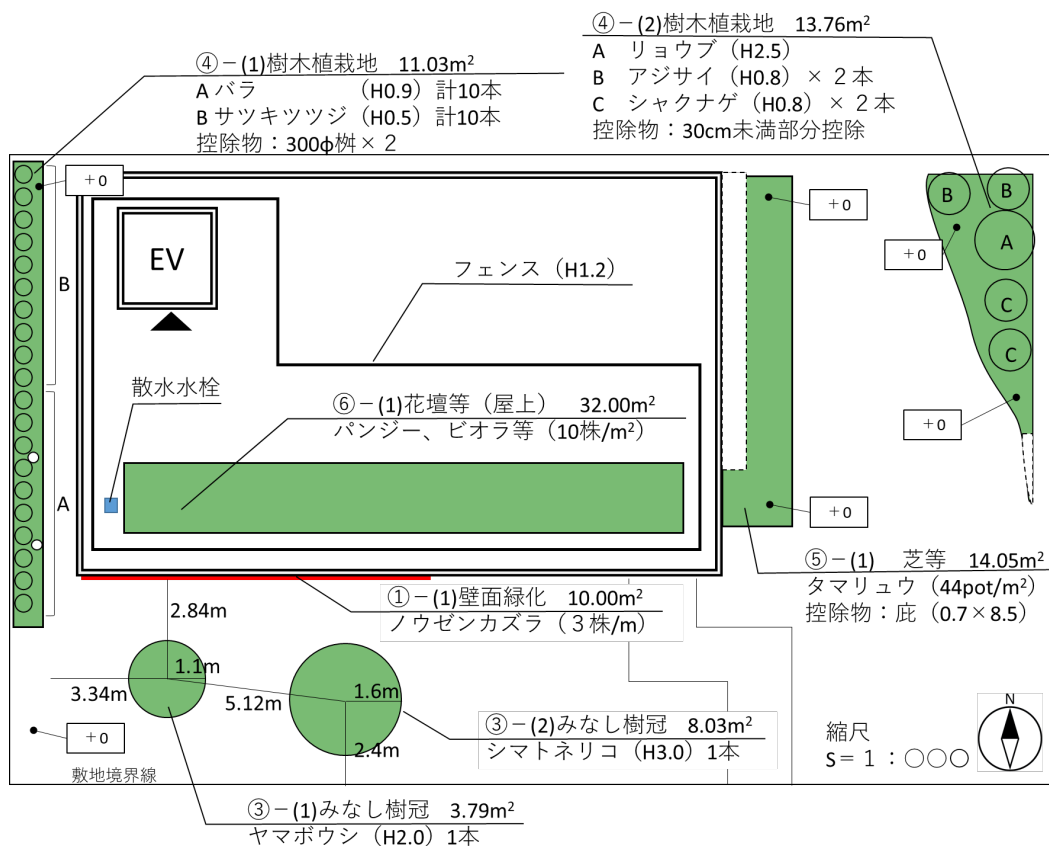 ④－(2)樹木植栽地　13.76m²
A　リョウブ（H2.5）
B　アジサイ（H0.8）× ２本
C　シャクナゲ（H0.8）× ２本
控除物：30cm未満部分控除
④－(1)樹木植栽地　11.03m²
A バラ　（H0.9）計10本
B サツキツツジ（H0.5）計10本
控除物：300φ桝×２
＋0
B
A
EV
フェンス（H1.2）
散水水栓
⑥－(1)花壇等（屋上）　32.00m²
パンジー、ビオラ等（10株/m²）
＋0
＋0
B
B
A
C
C
＋0
＋0
⑤－(1)　芝等　14.05m²
タマリュウ（44pot/m²）
控除物：庇（0.7×8.5）
①－(1)壁面緑化　10.00m²
ノウゼンカズラ（３株/m）
2.84m
1.1m
3.34m
5.12m
1.6m
2.4m
③－(2)みなし樹冠　8.03m²
シマトネリコ（H3.0）1本
＋0
敷地境界線
N
縮尺
S＝１：○○○
③－(1)みなし樹冠　3.79m²
ヤマボウシ（H2.0）1本